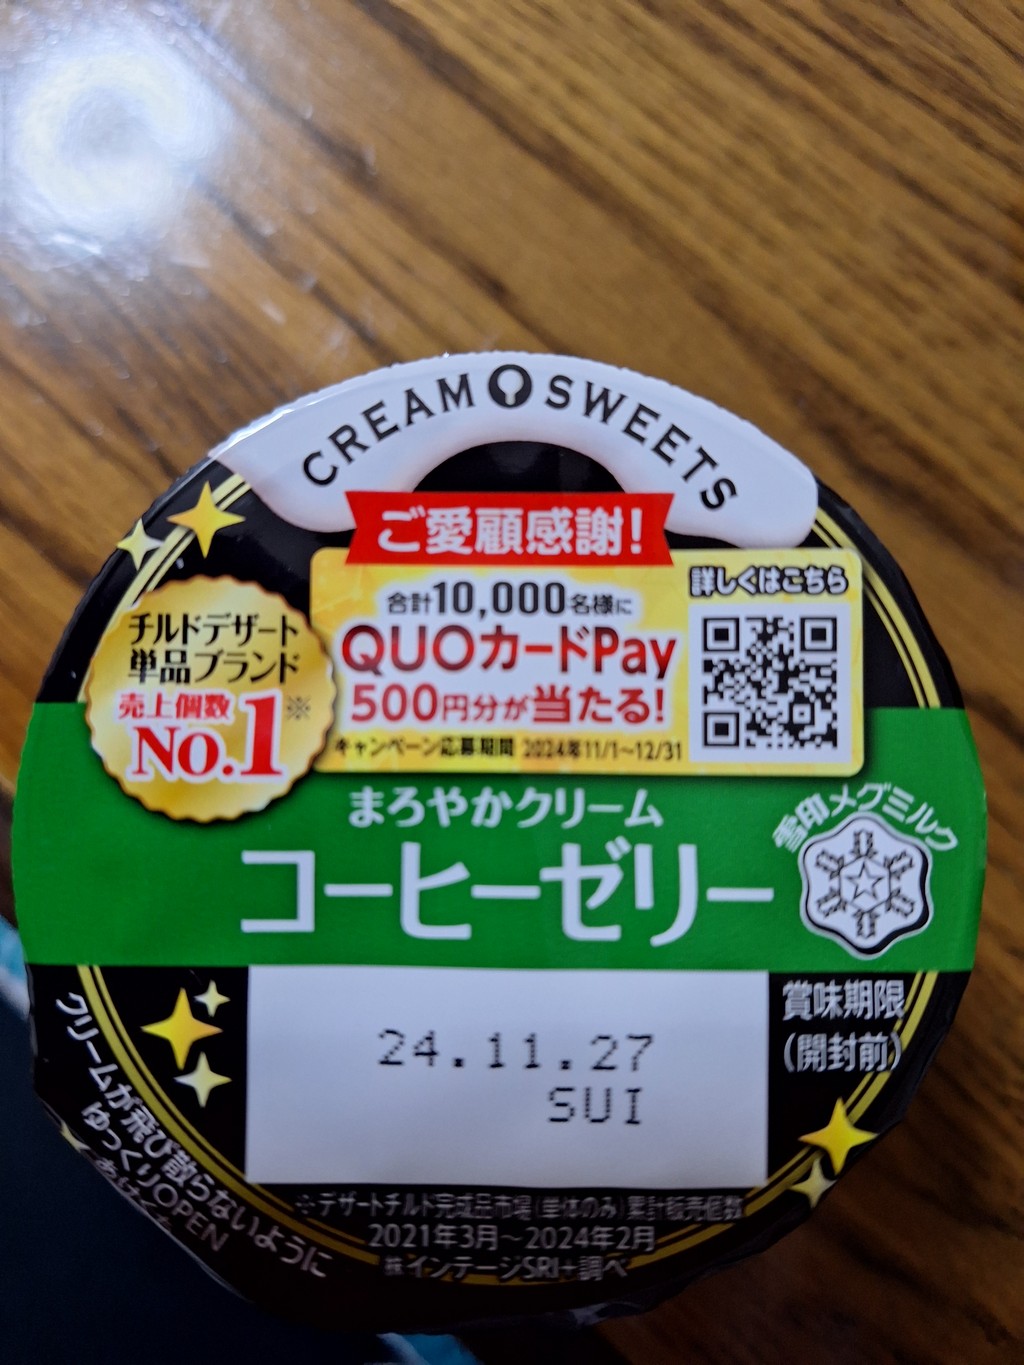 CREAM SWEETS
ご愛顧感謝!
合計10,000名様に
QUOカードPay
500円分が当たる!
キャンペーン応募期間 2024年11/1~12/31
詳しくはこちら
チルドデザート
単品ブランド
売上個数
No.1※
まろやかクリーム
コーヒーゼリー
雪印メグミルク
賞味期限
(開封前)
24.11.27
SUI
クリームが飛び散らないように
ゆっくりOPEN
※デザートチルド完成品市場(単体のみ)累計販売個数
2021年3月~2024年2月
株インテージSRI+調べ